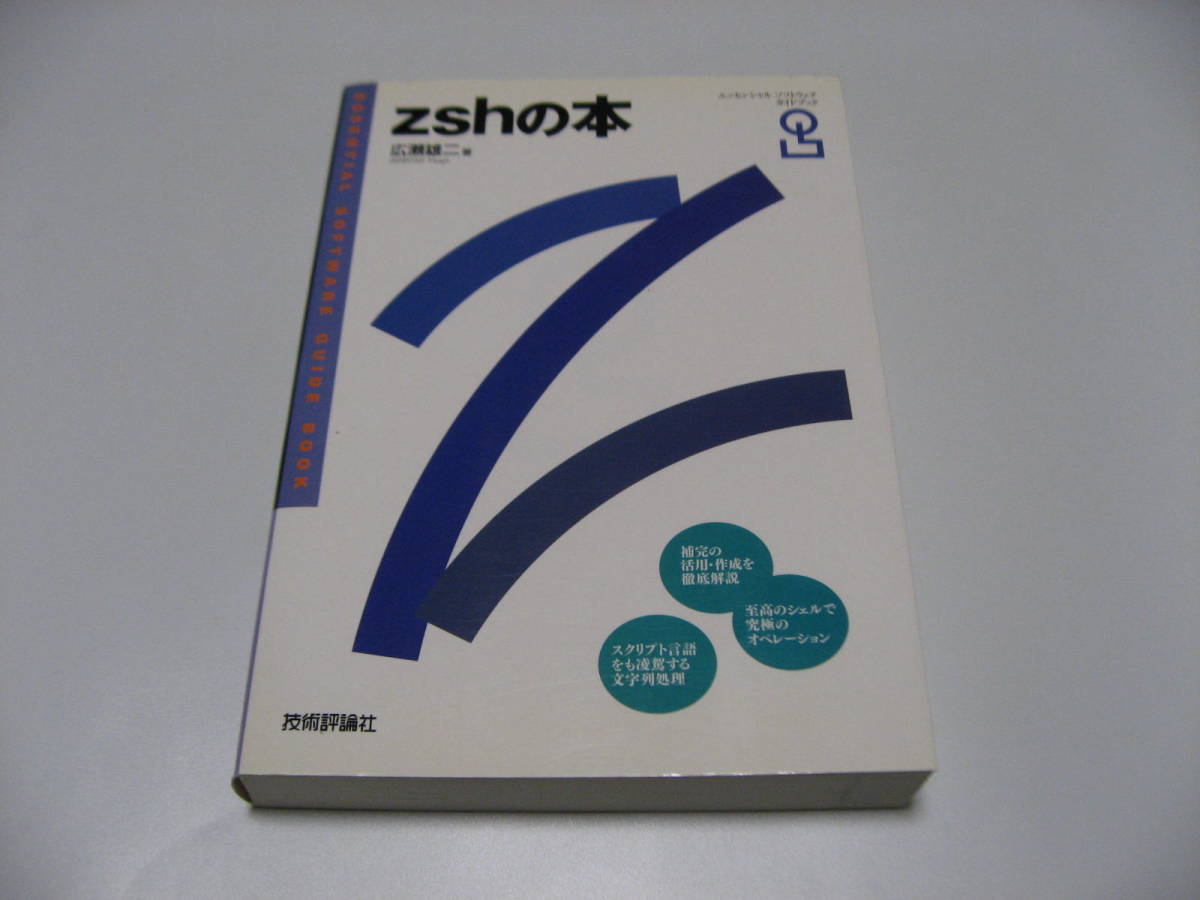 zshの本
広瀬雄二 著
HIROSE Yuuji
エッセンシャル ソフトウェア
ガイドブック
ESSENTIAL SOFTWARE GUIDE BOOK
補完の
活用・作成を
徹底解説
至高のシェルで
究極の
オペレーション
スクリプト言語
をも凌駕する
文字列処理
技術評論社